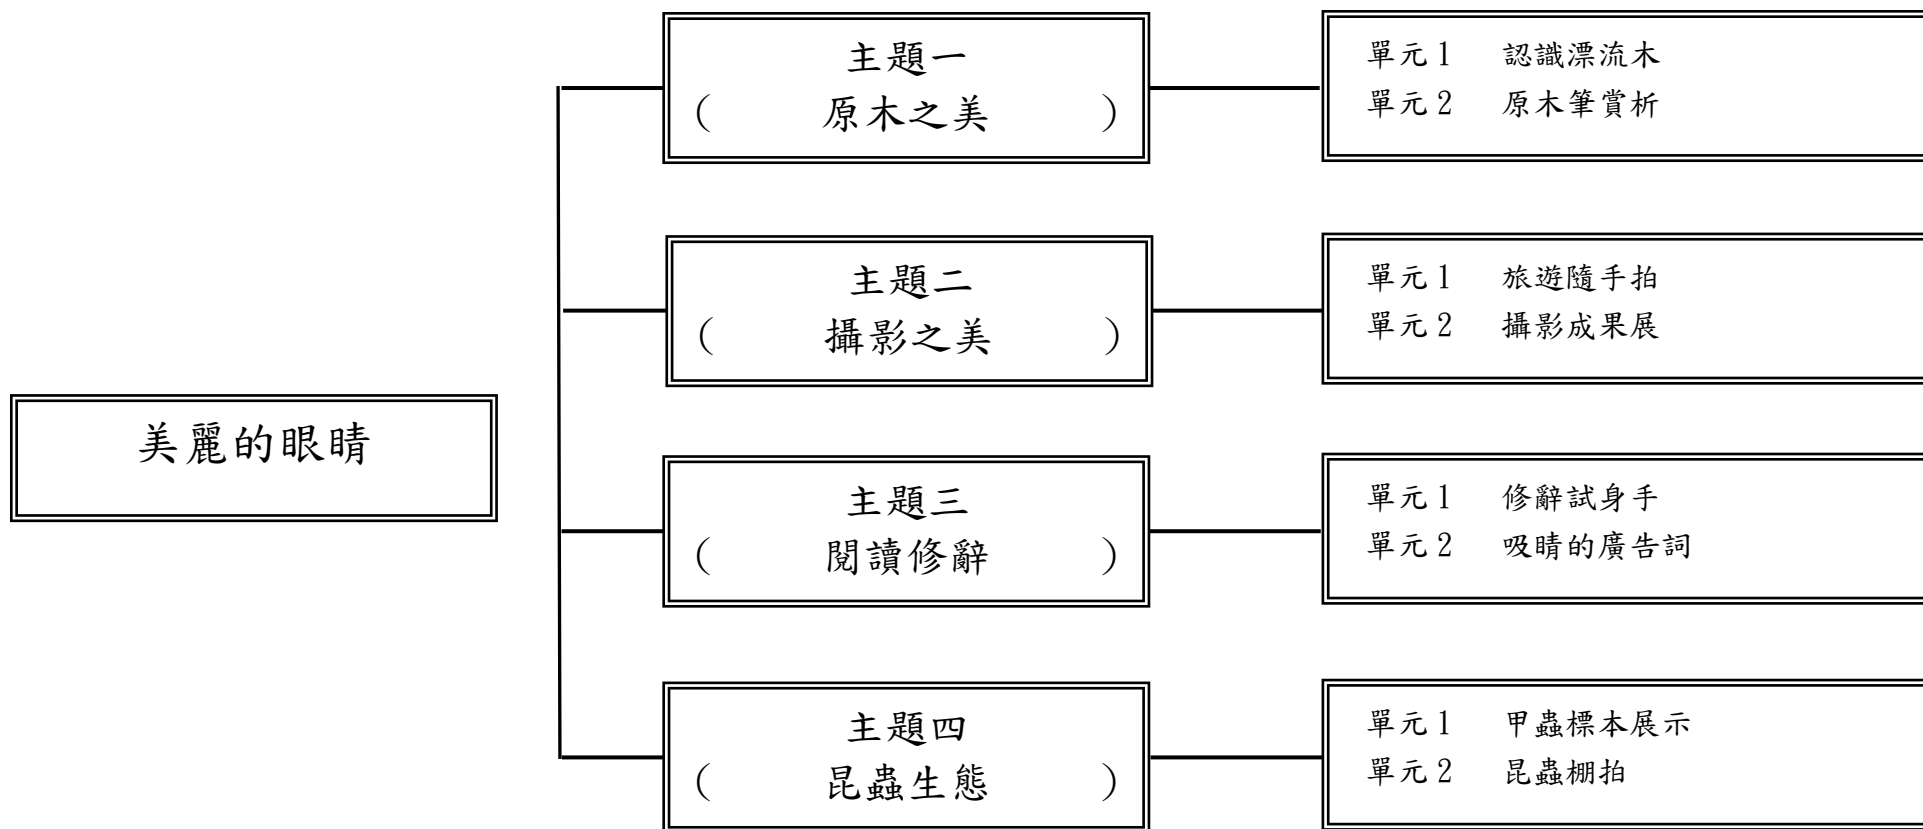 美麗的眼睛
主題一
( 原木之美 )
單元1 認識漂流木
單元2 原木筆賞析
主題二
( 攝影之美 )
單元1 旅遊隨手拍
單元2 攝影成果展
主題三
( 閱讀修辭 )
單元1 修辭試身手
單元2 吸睛的廣告詞
主題四
( 昆蟲生態 )
單元1 甲蟲標本展示
單元2 昆蟲棚拍